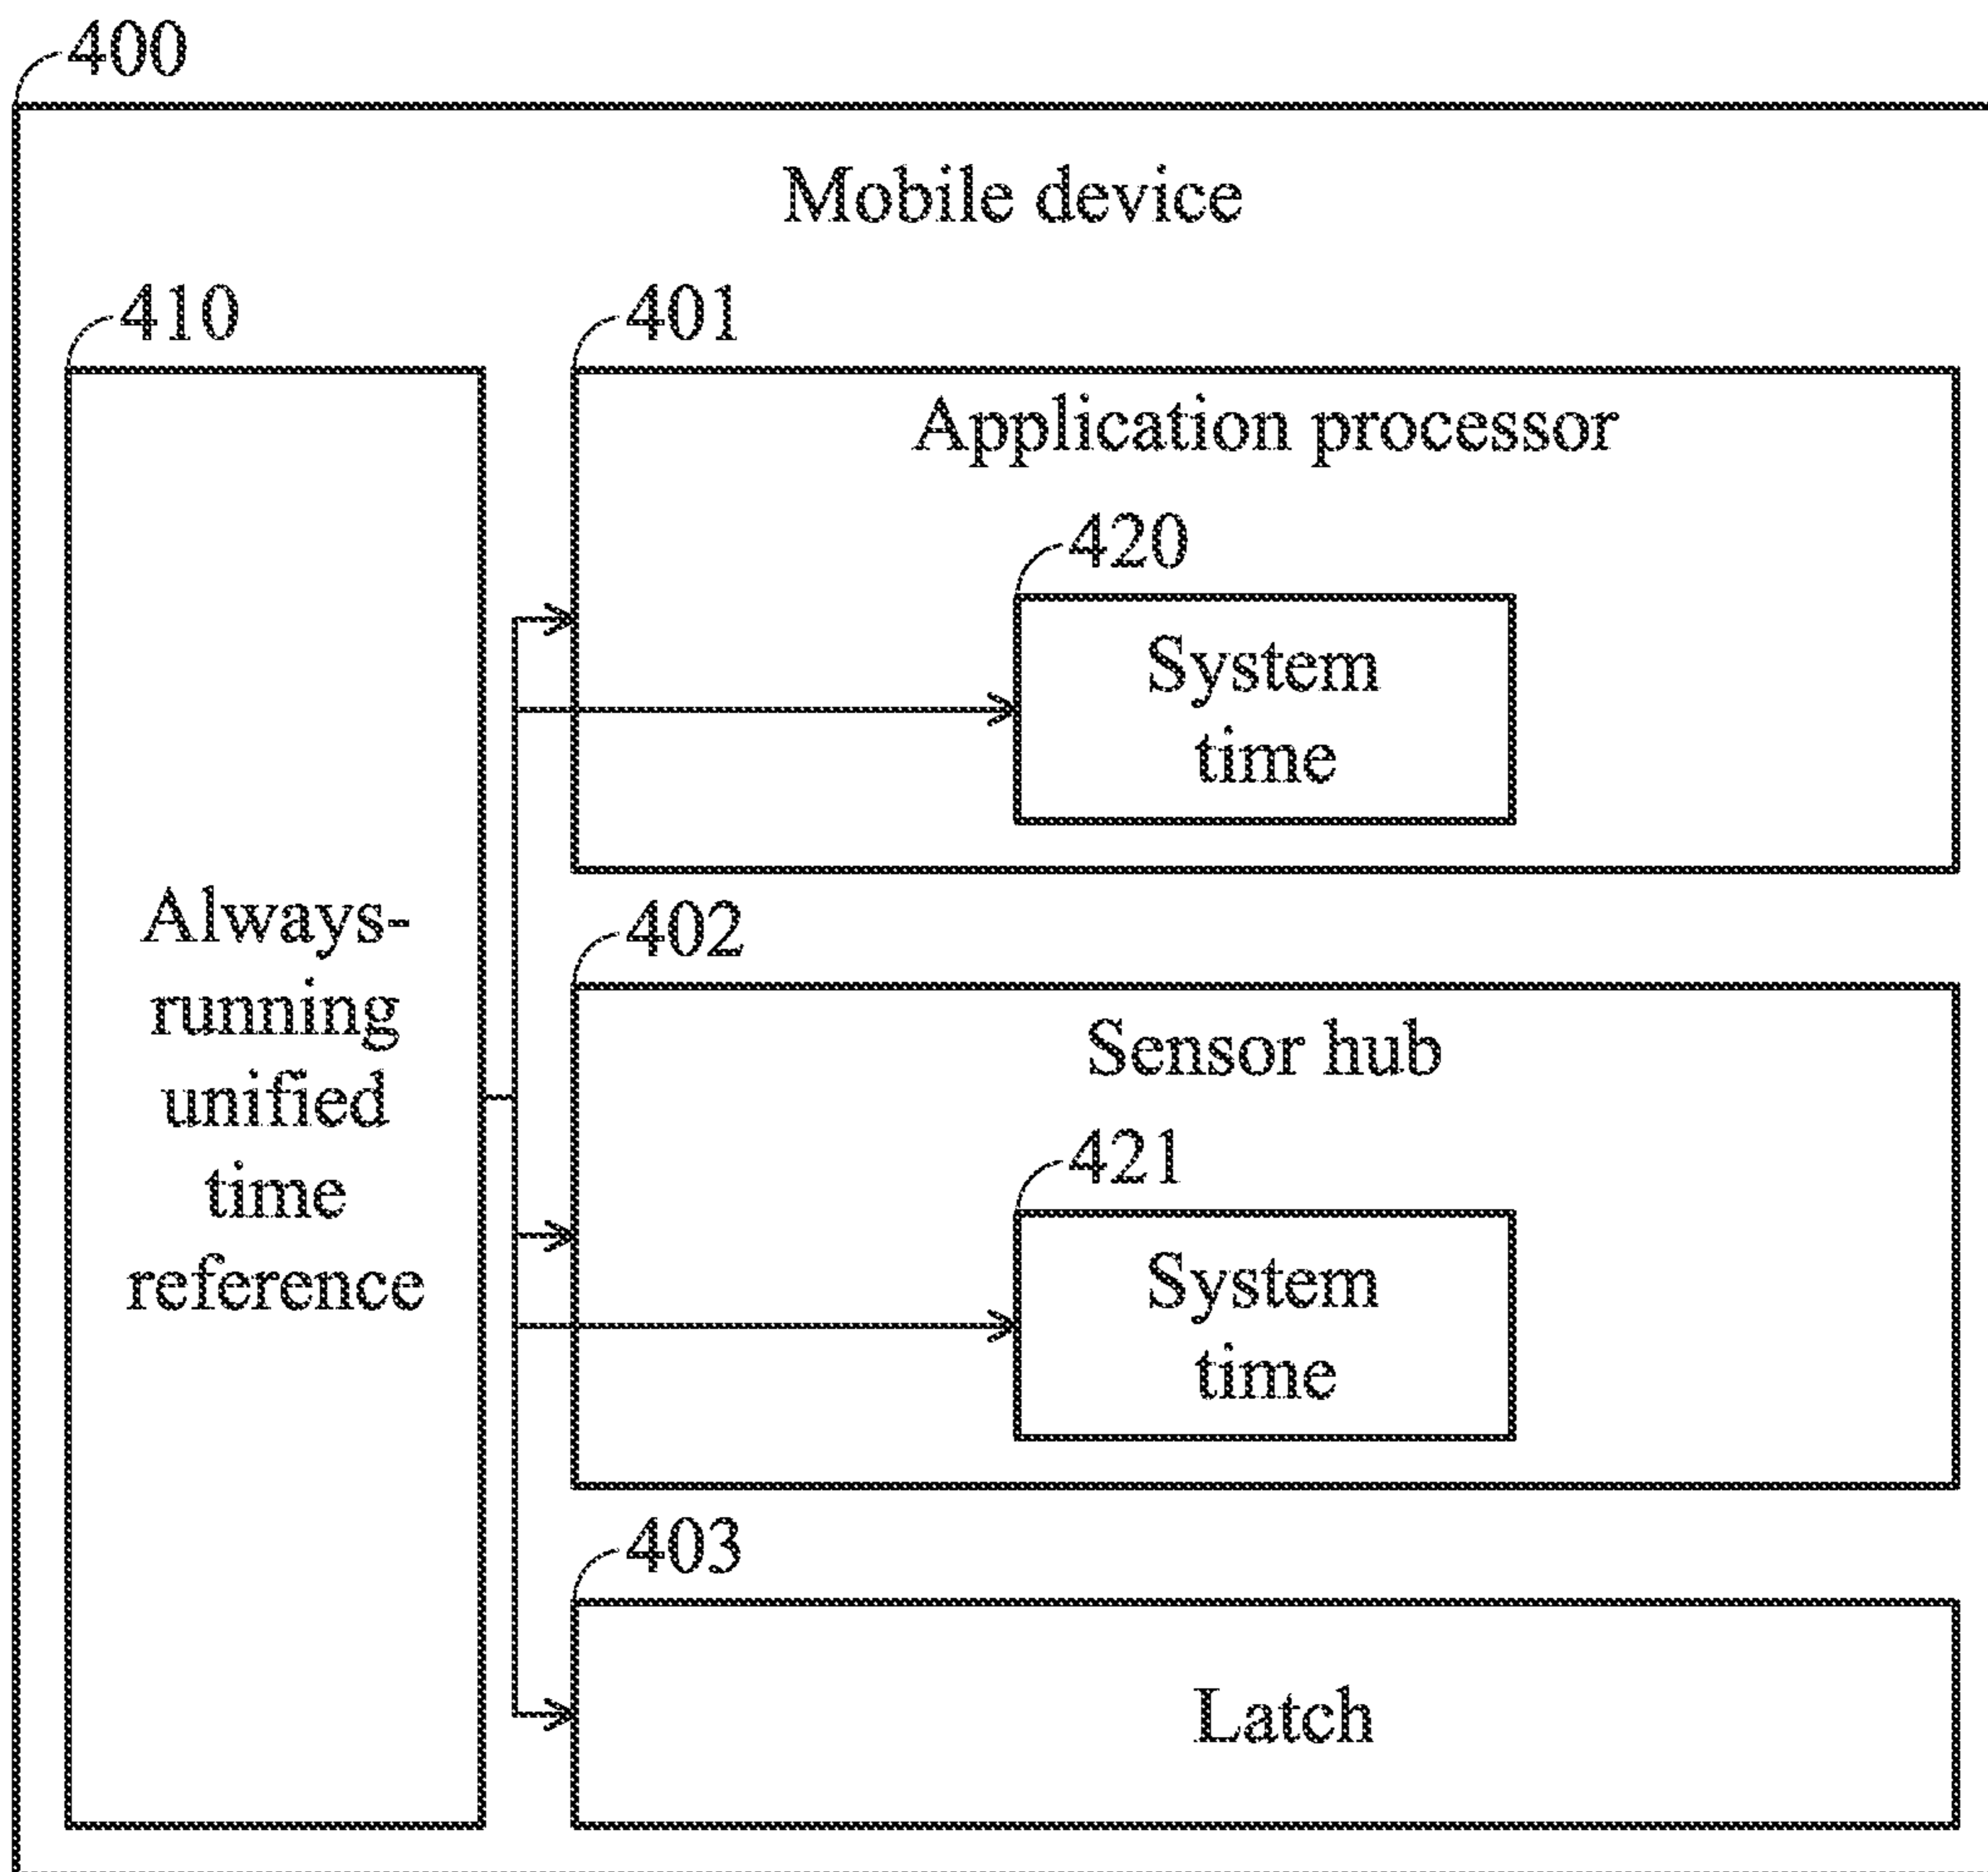 400
Mobile device
410
401
Application processor
420
System
time
Always-
running
unified
time
reference
402
Sensor hub
421
System
time
403
Latch